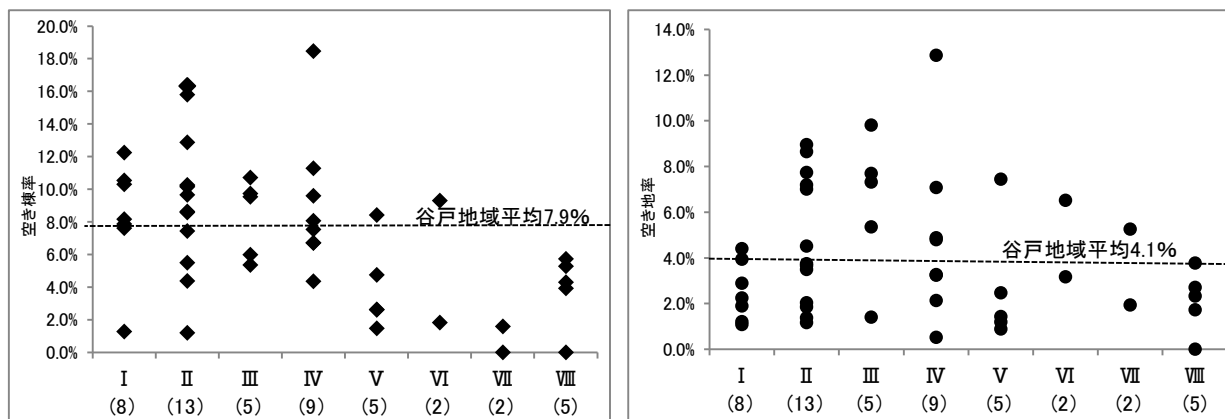 20.0%
18.0%
16.0%
14.0%
12.0%
10.0%
8.0%
6.0%
4.0%
2.0%
0.0%
空き棟率
谷戸地域平均7.9%
Ⅰ Ⅱ Ⅲ Ⅳ Ⅴ Ⅵ Ⅶ Ⅷ
(8) (13) (5) (9) (5) (2) (2) (5)
14.0%
12.0%
10.0%
8.0%
6.0%
4.0%
2.0%
0.0%
空き地率
谷戸地域平均4.1%
Ⅰ Ⅱ Ⅲ Ⅳ Ⅴ Ⅵ Ⅶ Ⅷ
(8) (13) (5) (9) (5) (2) (2) (5)